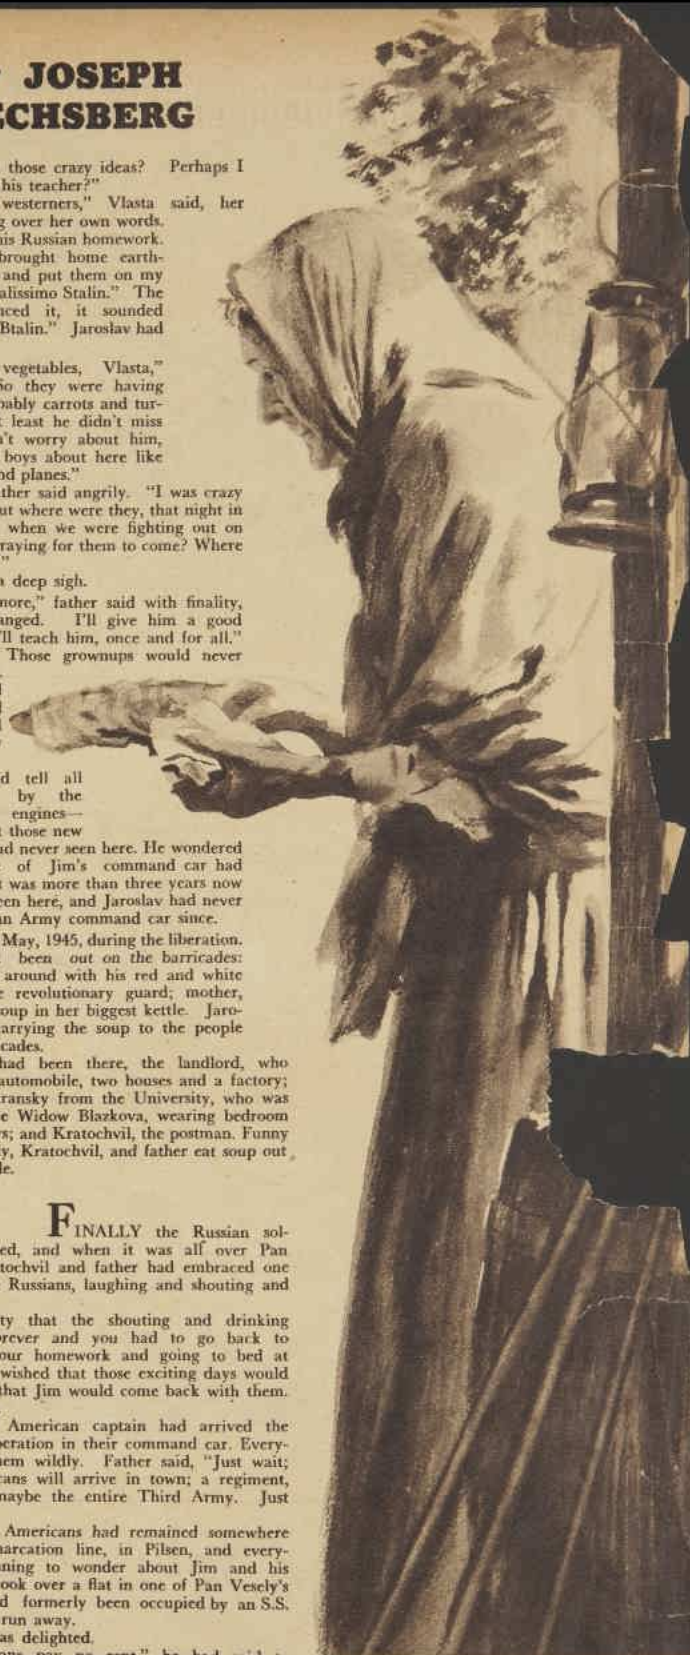 JOSEPH
ECHSBERG
those crazy ideas? Perhaps I
his teacher?"
westerners," Vlasta said, her
g over her own words.
his Russian homework.
brought home earth-
and put them on my
alissimo Stalin." The
nced it, it sounded
Btalin." Jaroslav had
vegetables, Vlasta,"
So they were having
bably carrots and tur-
t least he didn't miss
n't worry about him,
boys about here like
nd planes."
ther said angrily. "I was crazy
ut where were they, that night in
when we were fighting out on
raying for them to come? Where
"
a deep sigh.
more," father said with finality,
anged. I'll give him a good
'll teach him, once and for all."
Those grownups would never
d tell all
by the
engines—
t those new
ad never seen here. He wondered
of Jim's command car had
t was more than three years now
een here, and Jaroslav had never
an Army command car since.
May, 1945, during the liberation.
been out on the barricades:
around with his red and white
e revolutionary guard; mother,
oup in her biggest kettle. Jaro-
arrying the soup to the people
cades.
had been there, the landlord, who
automobile, two houses and a factory;
ransky from the University, who was
e Widow Blazkova, wearing bedroom
rs; and Kratochvil, the postman. Funny
y, Kratochvil, and father eat soup out
le.
FINALLY the Russian sol-
ed, and when it was all over Pan
tochvil and father had embraced one
Russians, laughing and shouting and
ty that the shouting and drinking
orever and you had to go back to
our homework and going to bed at
wished that those exciting days would
that Jim would come back with them.
American captain had arrived the
eration in their command car. Every-
hem wildly. Father said, "Just wait;
cans will arrive in town; a regiment,
maybe the entire Third Army. Just
Americans had remained somewhere
narcation line, in Pilsen, and every-
nning to wonder about Jim and his
ook over a flat in one of Pan Vesely's
d formerly been occupied by an S.S.
run away.
as delighted.